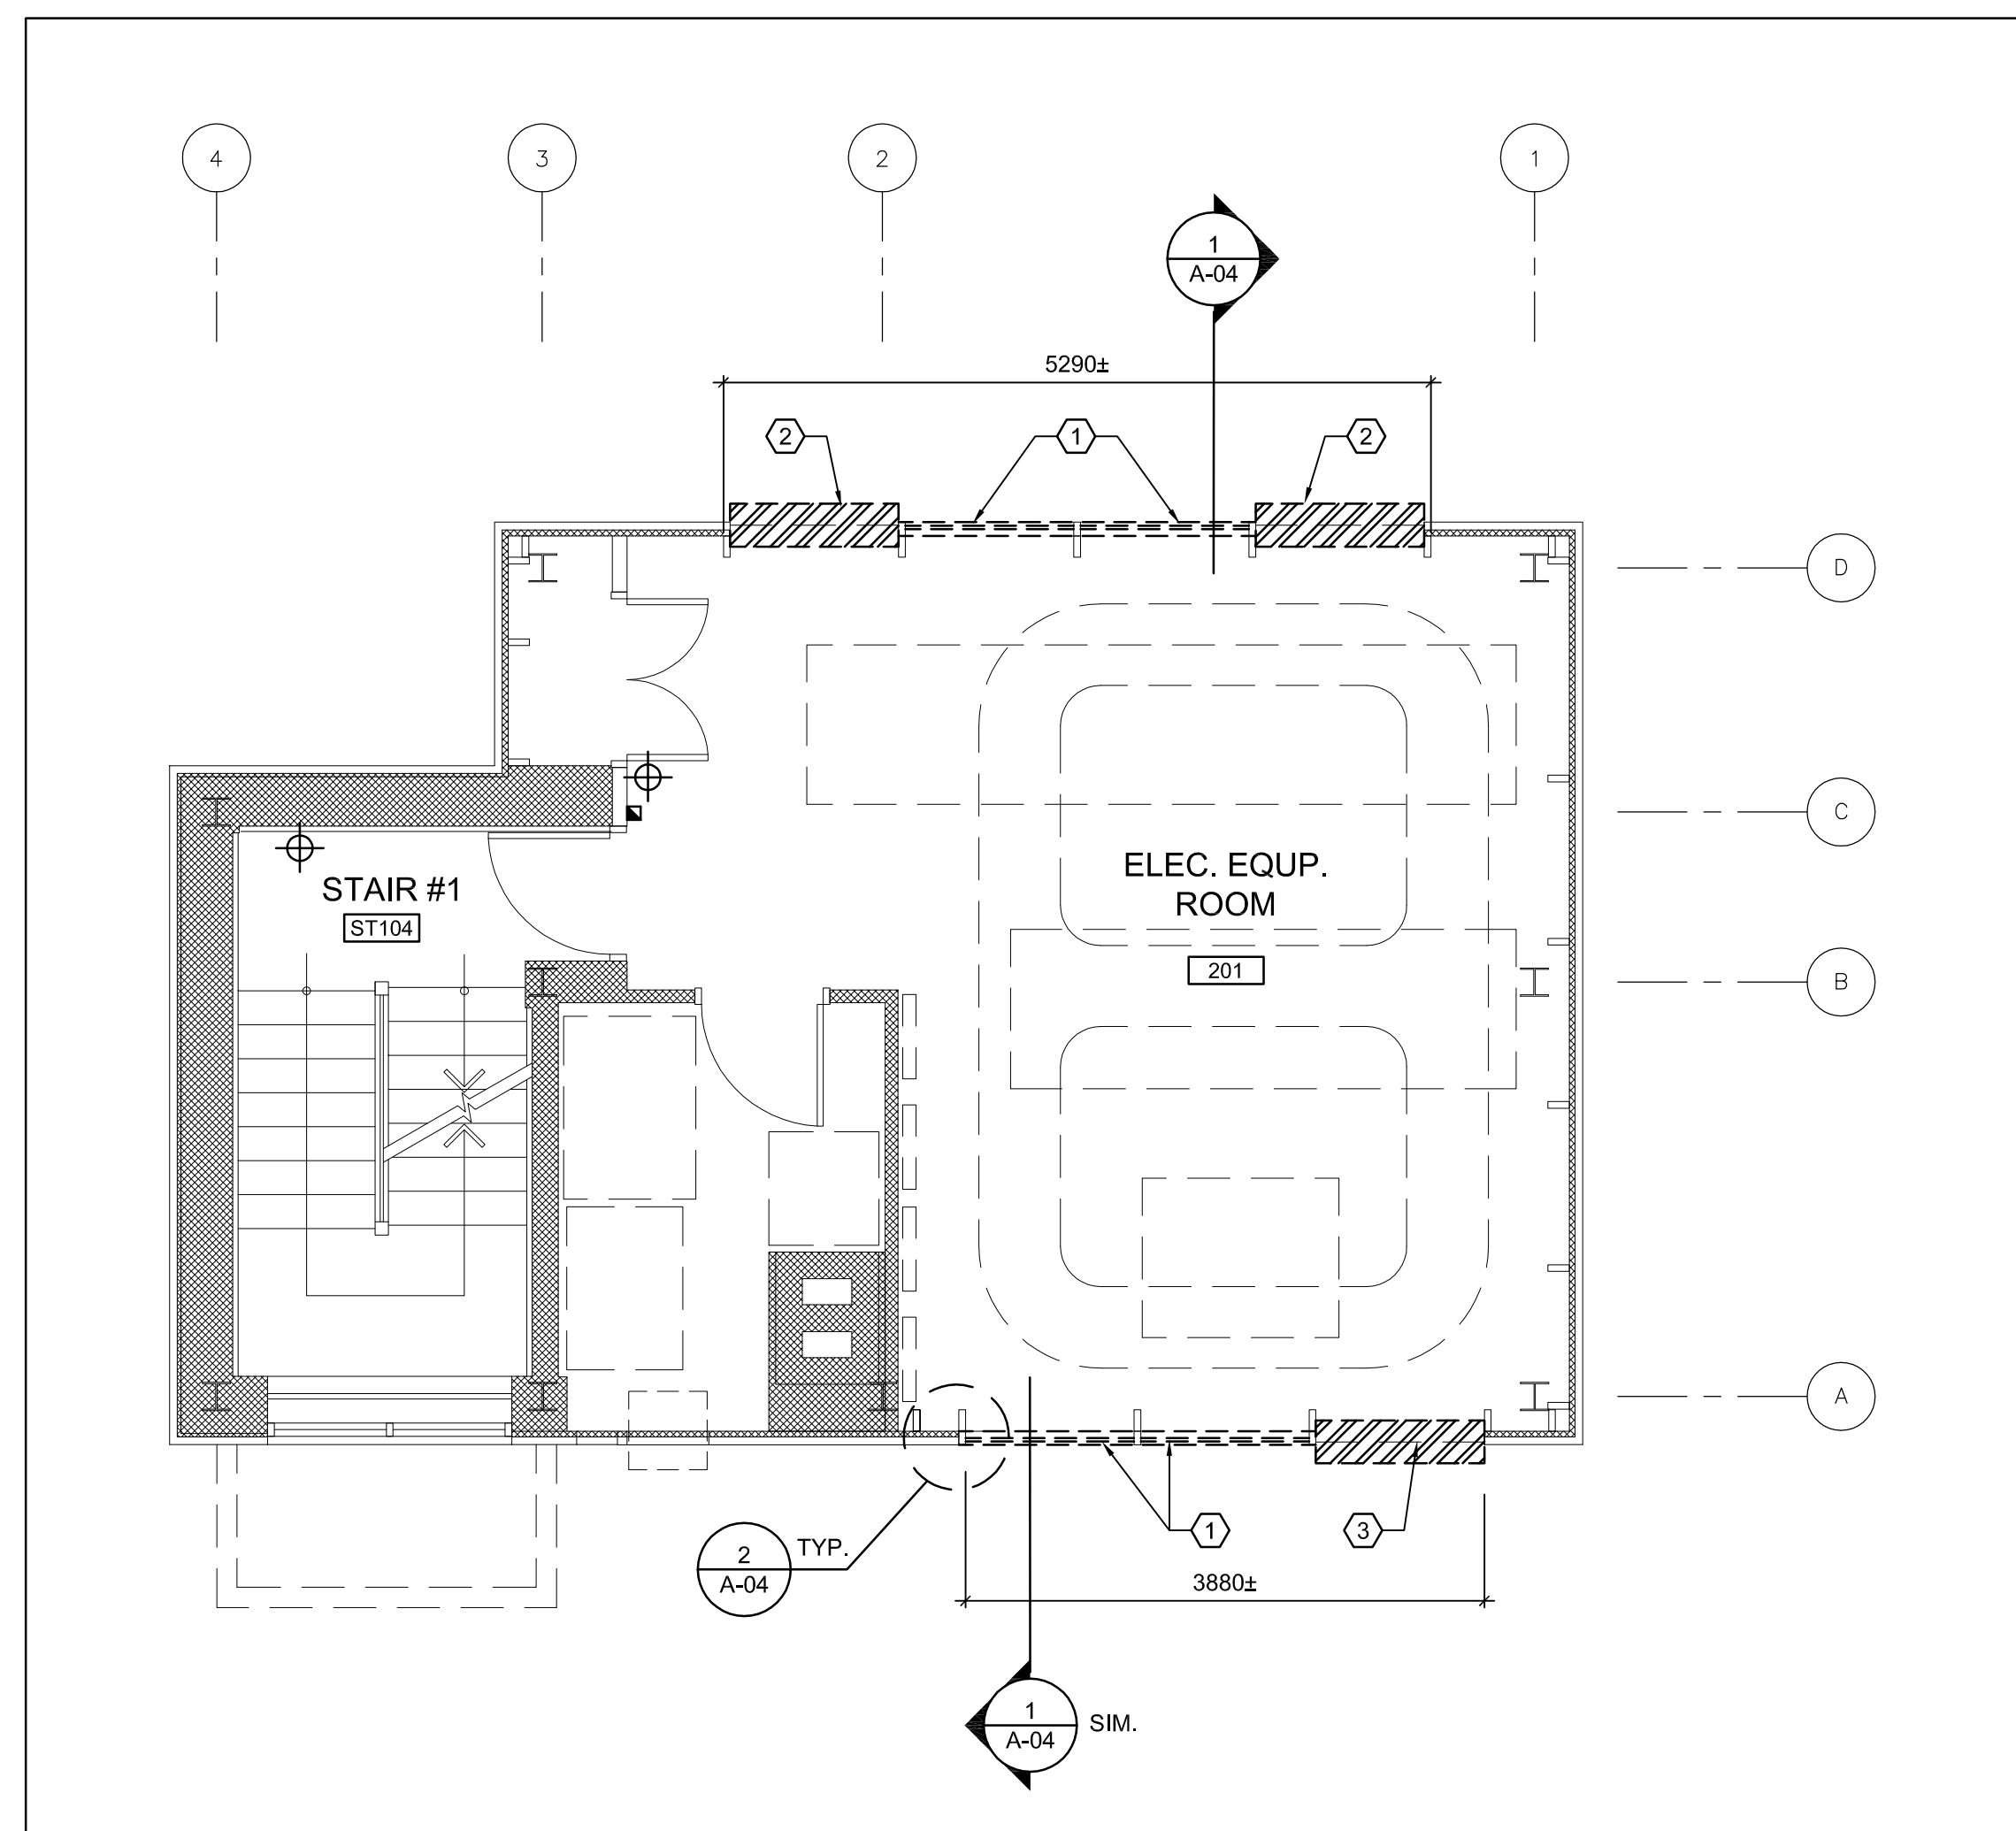 4
3
2
1
1
A-04
5290±
2
1
2
D
C
B
A
STAIR #1
ST104
ELEC. EQUP.
ROOM
201
2
A-04
TYP.
1
3
3880±
1
A-04
SIM.